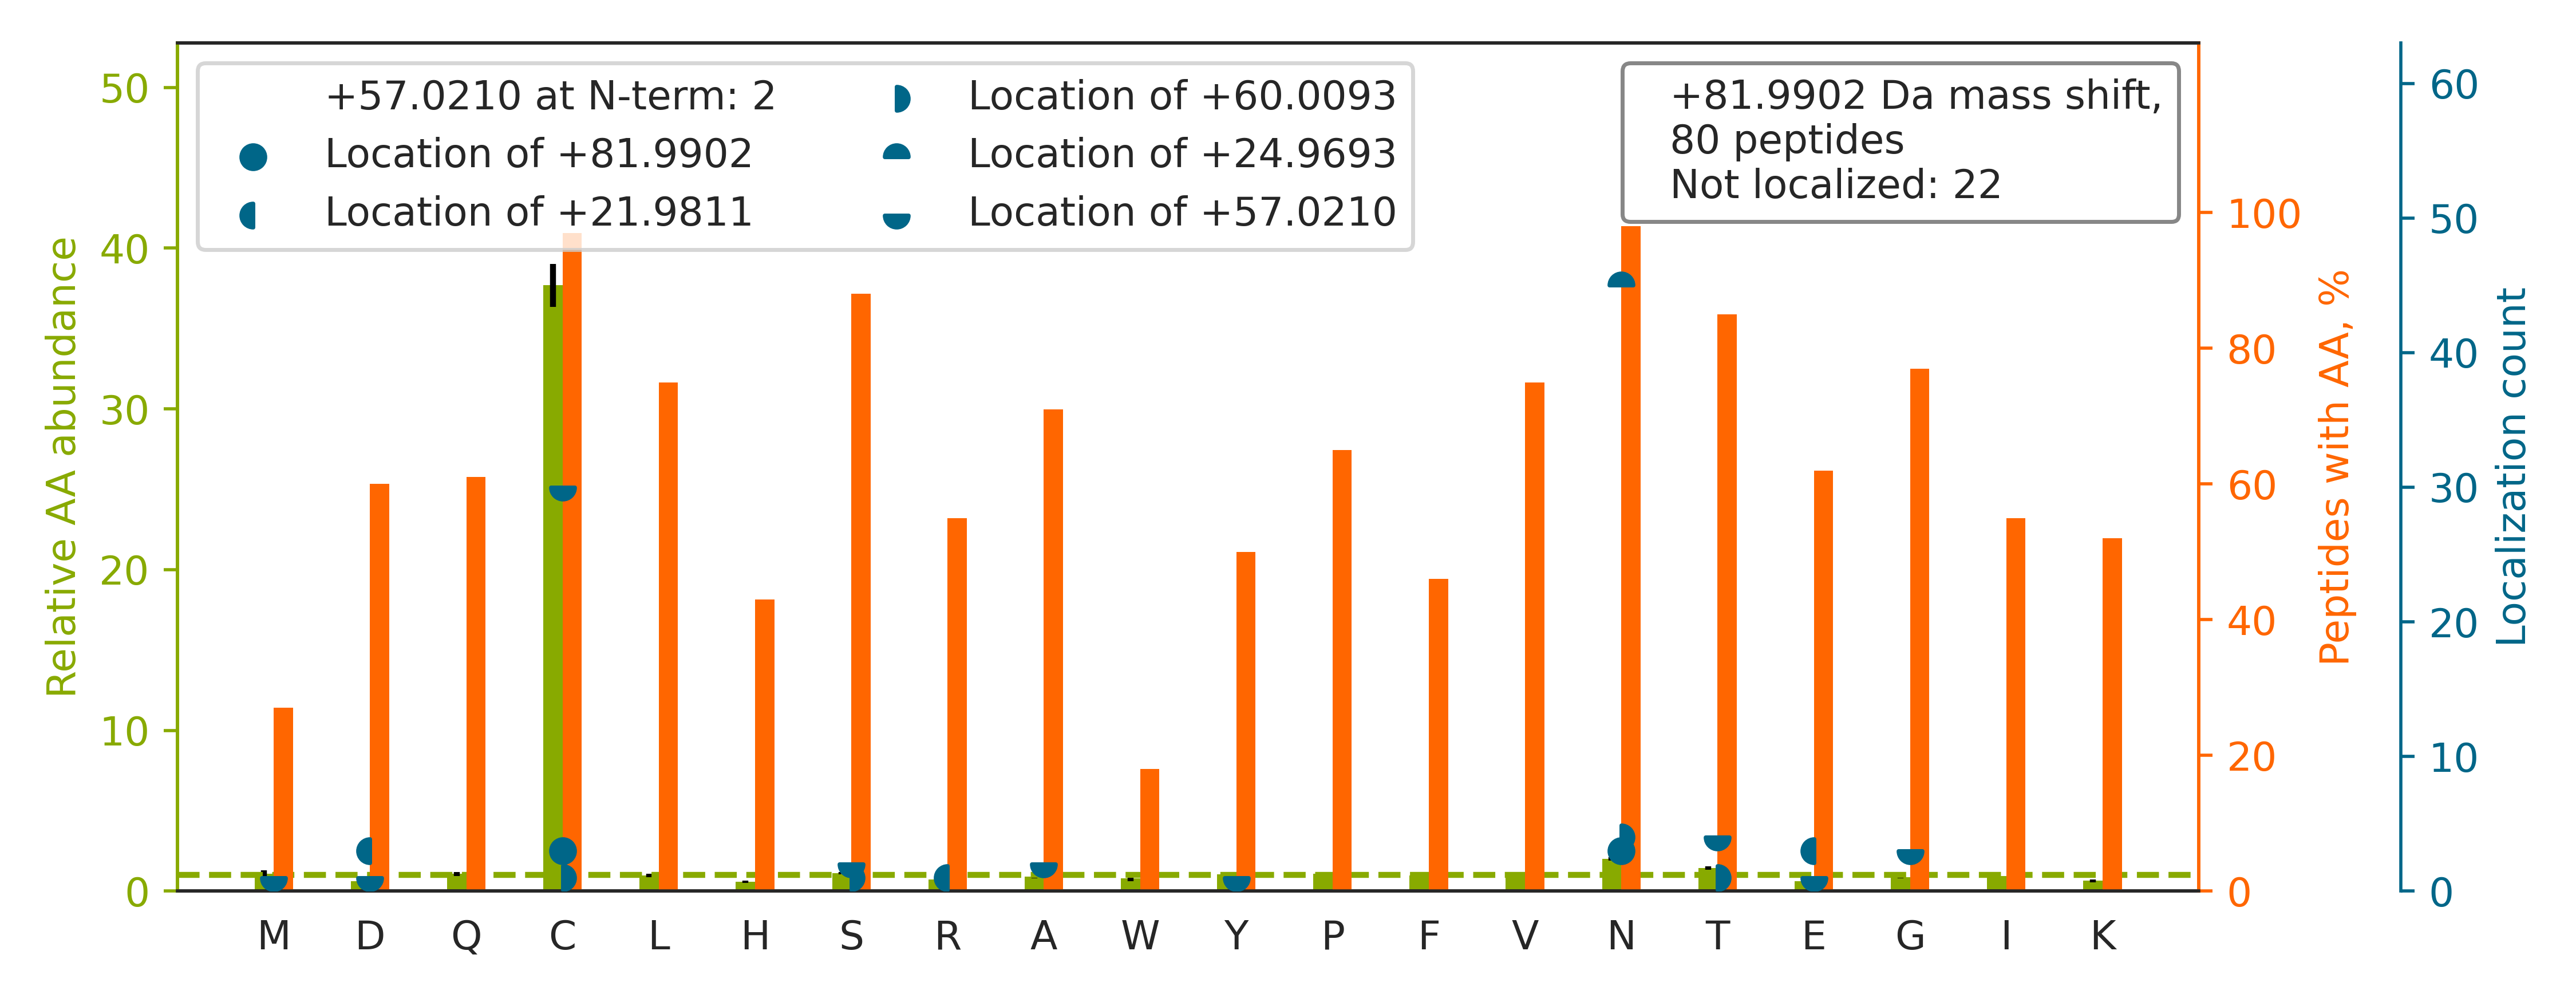 +57.0210 at N-term: 2
Location of +81.9902
Location of +21.9811
Location of +60.0093
Location of +24.9693
Location of +57.0210
+81.9902 Da mass shift,
80 peptides
Not localized: 22
Relative AA abundance
50
40
30
20
10
0
100
80
60
40
20
0
Peptides with AA, %
60
50
40
30
20
10
0
Localization count
M D Q C L H S R A W Y P F V N T E G I K